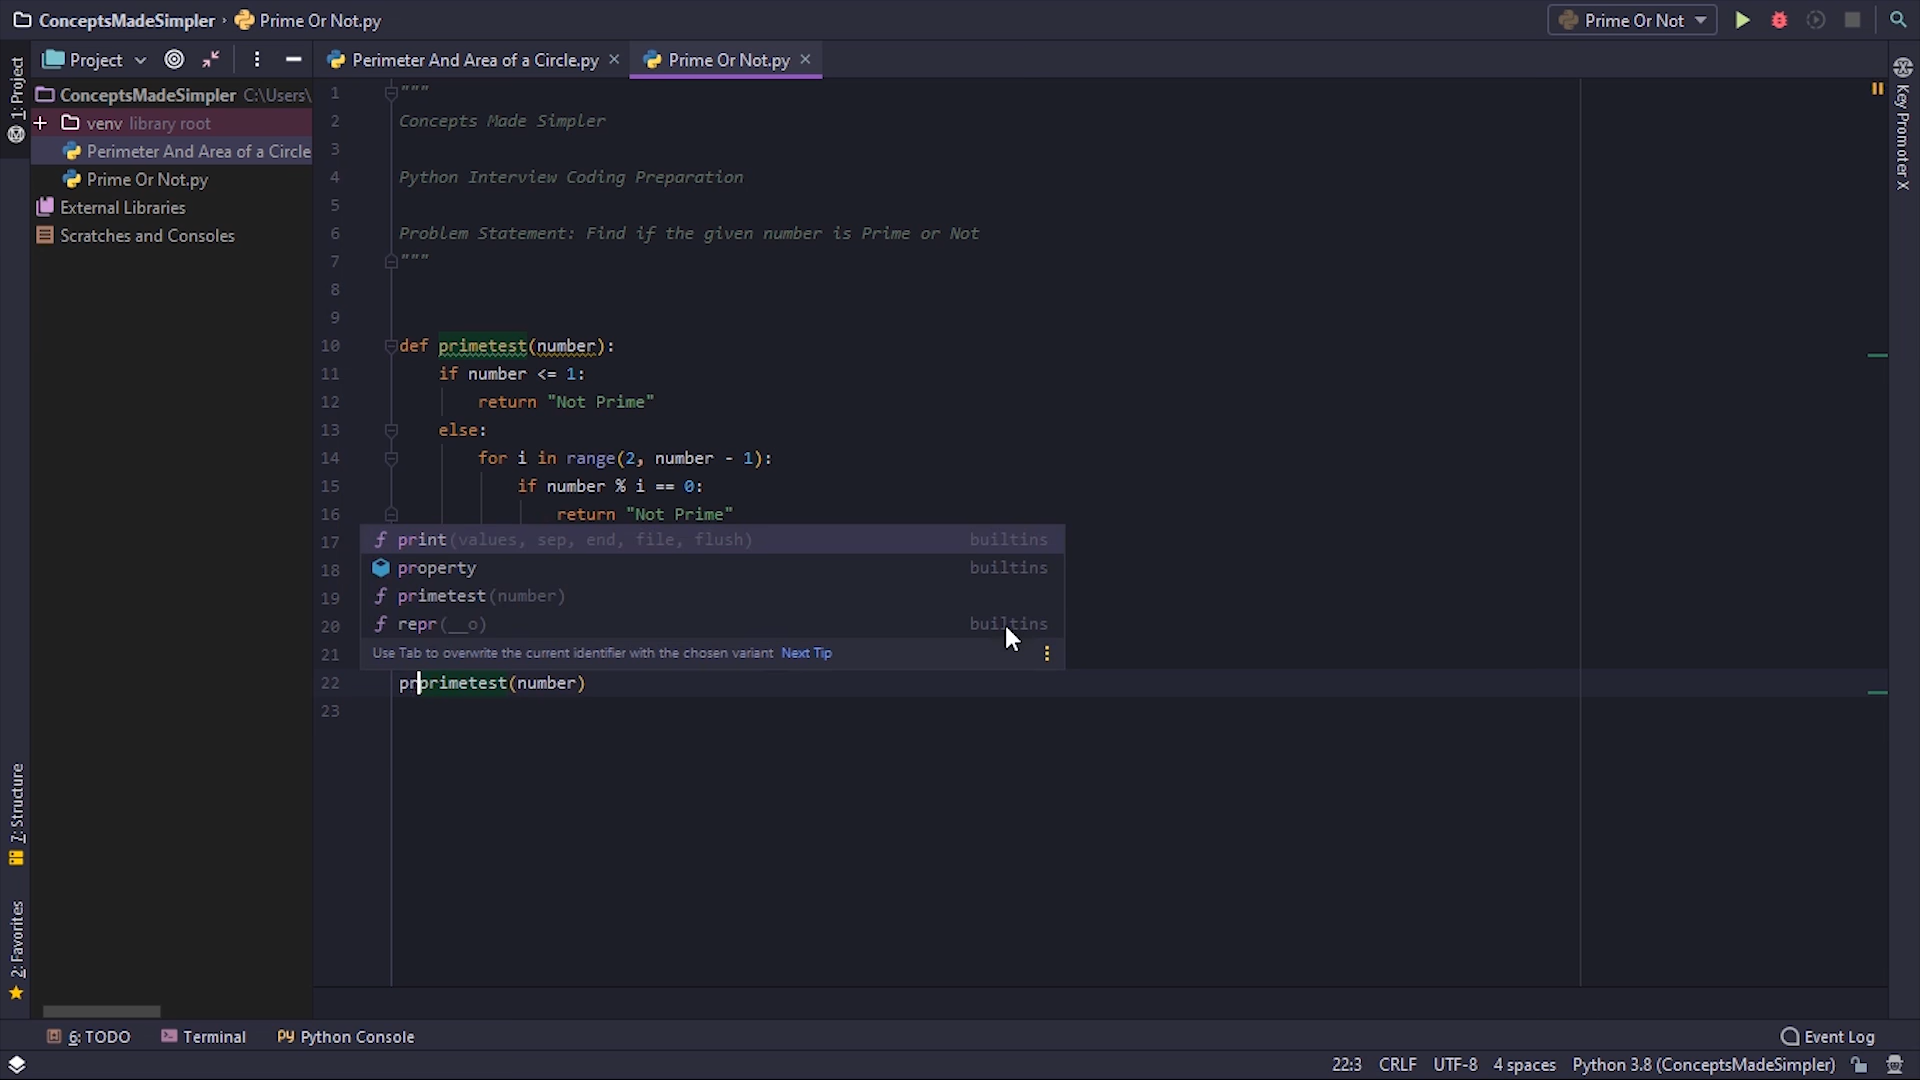 ConceptsMadeSimpler › Prime Or Not.py
Prime Or Not
Project
Perimeter And Area of a Circle.py
Prime Or Not.py
ConceptsMadeSimpler C:\Users\
venv library root
Perimeter And Area of a Circle
Prime Or Not.py
External Libraries
Scratches and Consoles
1: Project
7: Structure
2: Favorites
Key Promoter X
1 """
2 Concepts Made Simpler
3
4 Python Interview Coding Preparation
5
6 Problem Statement: Find if the given number is Prime or Not
7 """
8
9
10 def primetest(number):
11 if number <= 1:
12 return "Not Prime"
13 else:
14 for i in range(2, number - 1):
15 if number % i == 0:
16 return "Not Prime"
17
18
19
20
21
print(values, sep, end, file, flush) builtins
property builtins
primetest(number)
repr(__o) builtins
Use Tab to overwrite the current identifier with the chosen variant Next Tip
22 prprimetest(number)
23
6: TODO
Terminal
Python Console
Event Log
22:3 CRLF UTF-8 4 spaces Python 3.8 (ConceptsMadeSimpler)